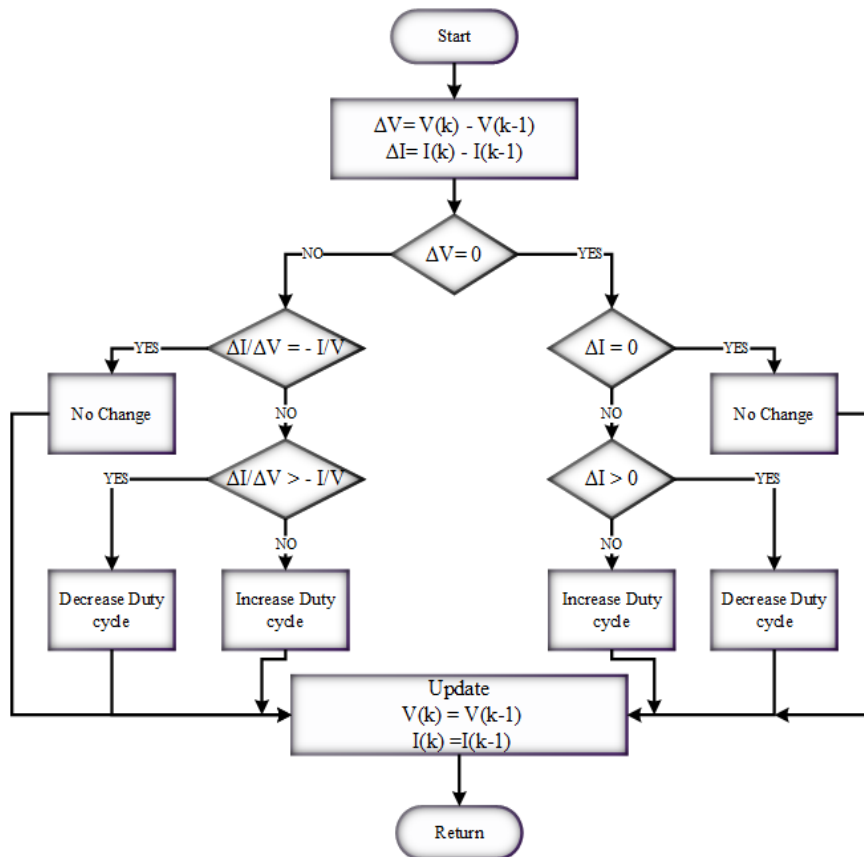 Start
ΔV= V(k) - V(k-1)
ΔI= I(k) - I(k-1)
ΔV= 0
NO
YES
ΔI/ΔV = - I/V
ΔI = 0
YES
YES
No Change
NO
NO
No Change
ΔI/ΔV > - I/V
ΔI > 0
YES
YES
NO
NO
Decrease Duty
cycle
Increase Duty
cycle
Increase Duty
cycle
Decrease Duty
cycle
Update
V(k) = V(k-1)
I(k) =I(k-1)
Return